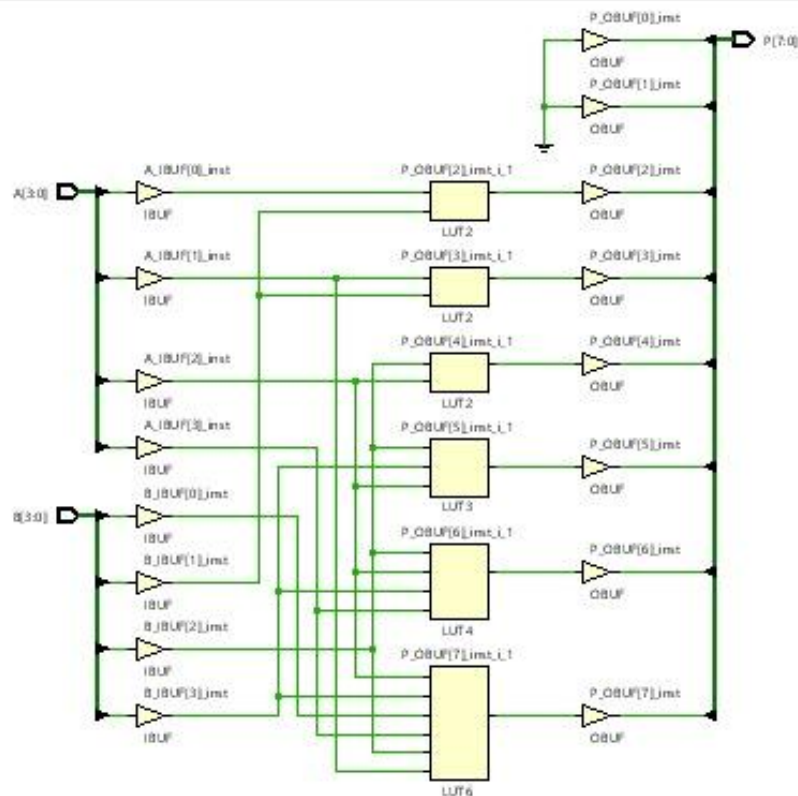 P_OBUF[0]_inst
OBUF
P[7:0]
P_OBUF[1]_inst
OBUF
A[3:0]
A_IBUF[0]_inst
IBUF
P_OBUF[2]_inst_i_1
LUT2
P_OBUF[2]_inst
OBUF
A_IBUF[1]_inst
IBUF
P_OBUF[3]_inst_i_1
LUT2
P_OBUF[3]_inst
OBUF
A_IBUF[2]_inst
IBUF
P_OBUF[4]_inst_i_1
LUT2
P_OBUF[4]_inst
OBUF
A_IBUF[3]_inst
IBUF
P_OBUF[5]_inst_i_1
LUT3
P_OBUF[5]_inst
OBUF
B[3:0]
B_IBUF[0]_inst
IBUF
B_IBUF[1]_inst
IBUF
P_OBUF[6]_inst_i_1
LUT4
P_OBUF[6]_inst
OBUF
B_IBUF[2]_inst
IBUF
B_IBUF[3]_inst
IBUF
P_OBUF[7]_inst_i_1
LUT6
P_OBUF[7]_inst
OBUF